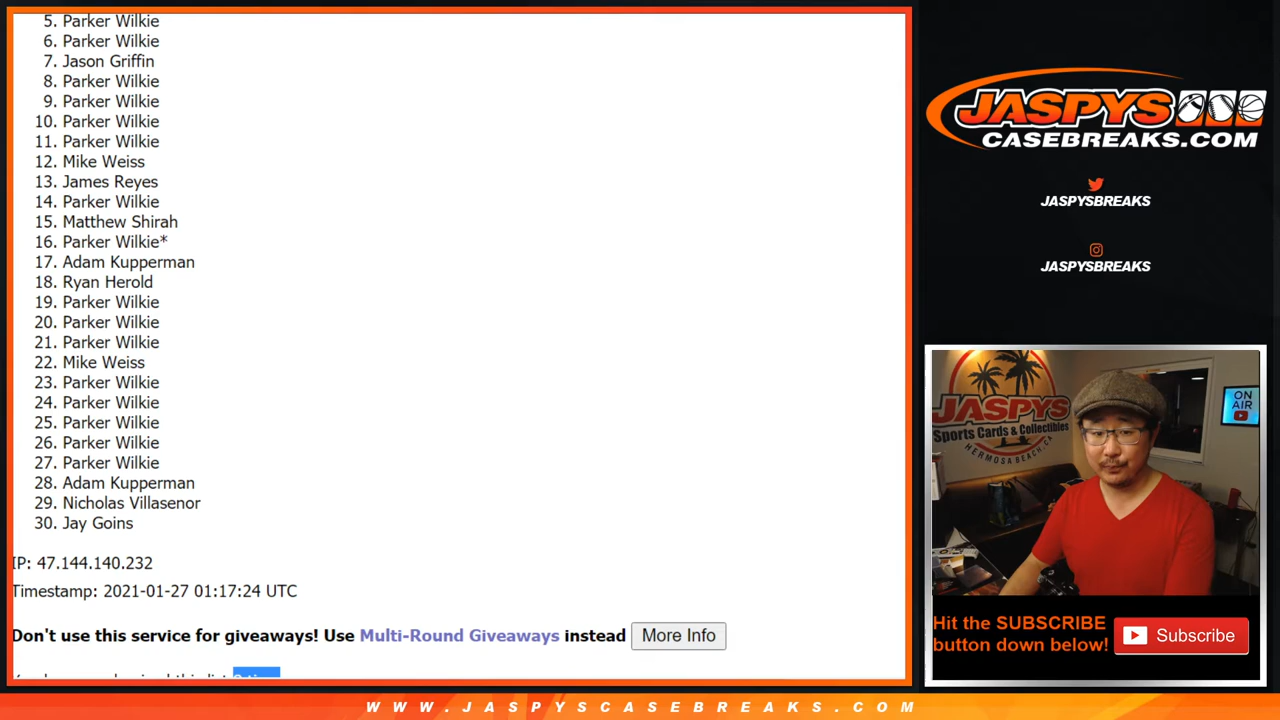 5. Parker Wilkie
6. Parker Wilkie
7. Jason Griffin
8. Parker Wilkie
9. Parker Wilkie
10. Parker Wilkie
11. Parker Wilkie
12. Mike Weiss
13. James Reyes
14. Parker Wilkie
15. Matthew Shirah
16. Parker Wilkie*
17. Adam Kupperman
18. Ryan Herold
19. Parker Wilkie
20. Parker Wilkie
21. Parker Wilkie
22. Mike Weiss
23. Parker Wilkie
24. Parker Wilkie
25. Parker Wilkie
26. Parker Wilkie
27. Parker Wilkie
28. Adam Kupperman
29. Nicholas Villasenor
30. Jay Goins
IP: 47.144.140.232
Timestamp: 2021-01-27 01:17:24 UTC
Don't use this service for giveaways! Use Multi-Round Giveaways instead More Info
JASPYS
CASEBREAKS.COM
JASPYSBREAKS
JASPYSBREAKS
JASPYS
Sports Cards & Collectibles
HERMOSA BEACH, CA
ON
AIR
Hit the SUBSCRIBE
button down below!
Subscribe
WWW.JASPYSCASEBREAKS.COM